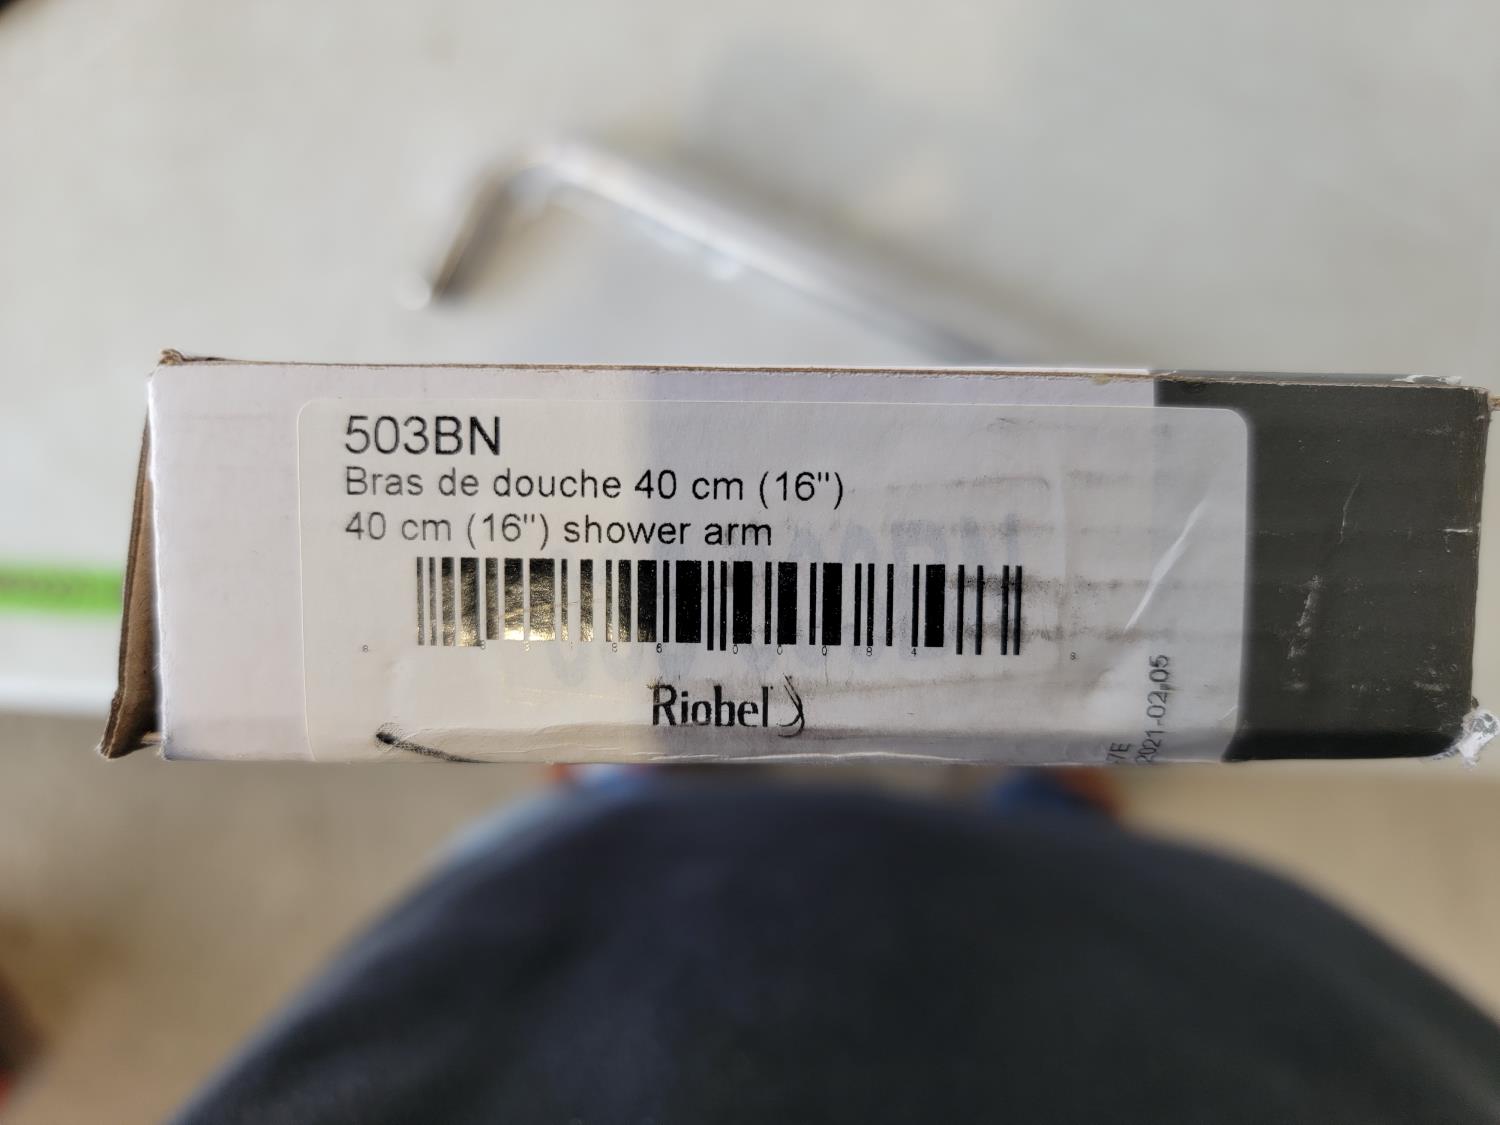 503BN
Bras de douche 40 cm (16")
40 cm (16") shower arm
Riobel
2021-02-05